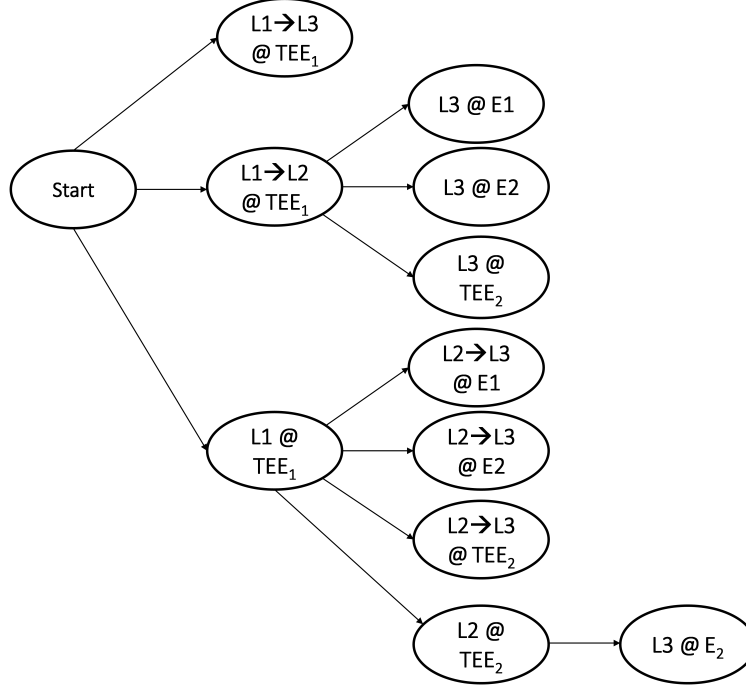 L1→L3
@ TEE₁
Start
L1→L2
@ TEE₁
L3 @ E1
L3 @ E2
L3 @
TEE₂
L1 @
TEE₁
L2→L3
@ E1
L2→L3
@ E2
L2→L3
@ TEE₂
L2 @
TEE₂
L3 @ E₂